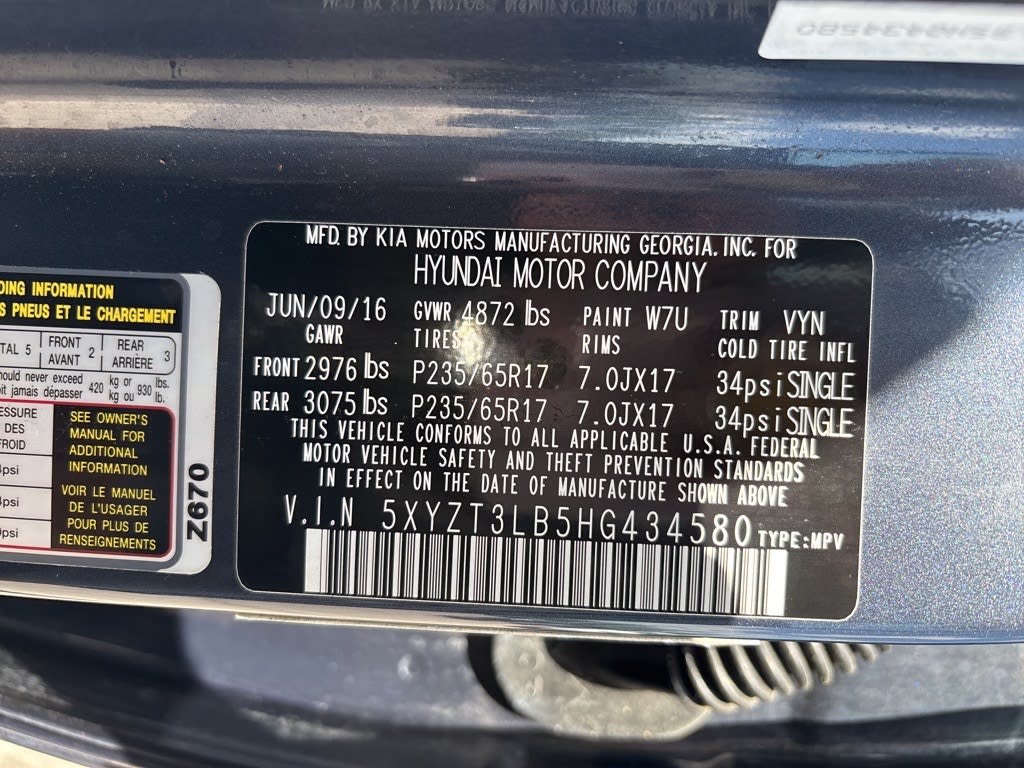 MFD. BY KIA MOTORS MANUFACTURING GEORGIA. INC. FOR
HYUNDAI MOTOR COMPANY
JUN/09/16 GVWR 4872 lbs PAINT W7U TRIM VYN
GAWR TIRES RIMS COLD TIRE INFL
FRONT 2976 lbs P235/65R17 7.0JX17 34psi SINGLE
REAR 3075 lbs P235/65R17 7.0JX17 34psi SINGLE
THIS VEHICLE CONFORMS TO ALL APPLICABLE U.S.A. FEDERAL
MOTOR VEHICLE SAFETY AND THEFT PREVENTION STANDARDS
IN EFFECT ON THE DATE OF MANUFACTURE SHOWN ABOVE
V.I.N 5XYZT3LB5HG434580 TYPE:MPV
INFORMATION
PNEUS ET LE CHARGEMENT
5 FRONT 2 REAR 3
AVANT ARRIÈRE
should never exceed 420 kg or 930 lbs.
jamais dépasser kg ou lb.
DES
SEE OWNER'S
MANUAL FOR
ADDITIONAL
INFORMATION
VOIR LE MANUEL
DE L'USAGER
POUR PLUS DE
RENSEIGNEMENTS
Z670